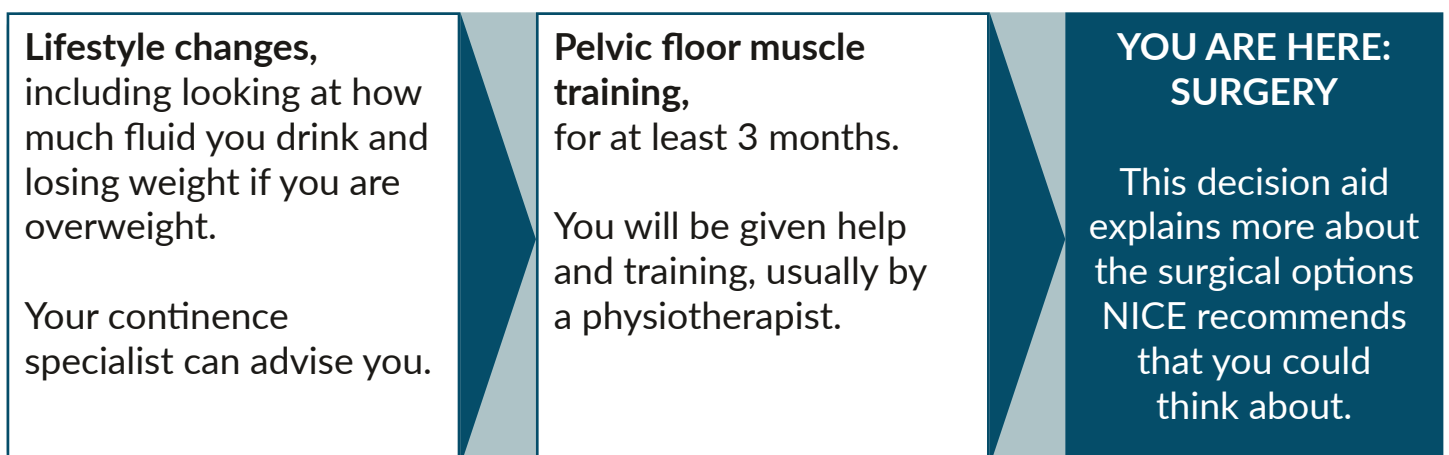 Lifestyle changes,
including looking at how
much fluid you drink and
losing weight if you are
overweight.
Your continence
specialist can advise you.
Pelvic floor muscle
training,
for at least 3 months.
You will be given help
and training, usually by
a physiotherapist.
YOU ARE HERE:
SURGERY
This decision aid
explains more about
the surgical options
NICE recommends
that you could
think about.